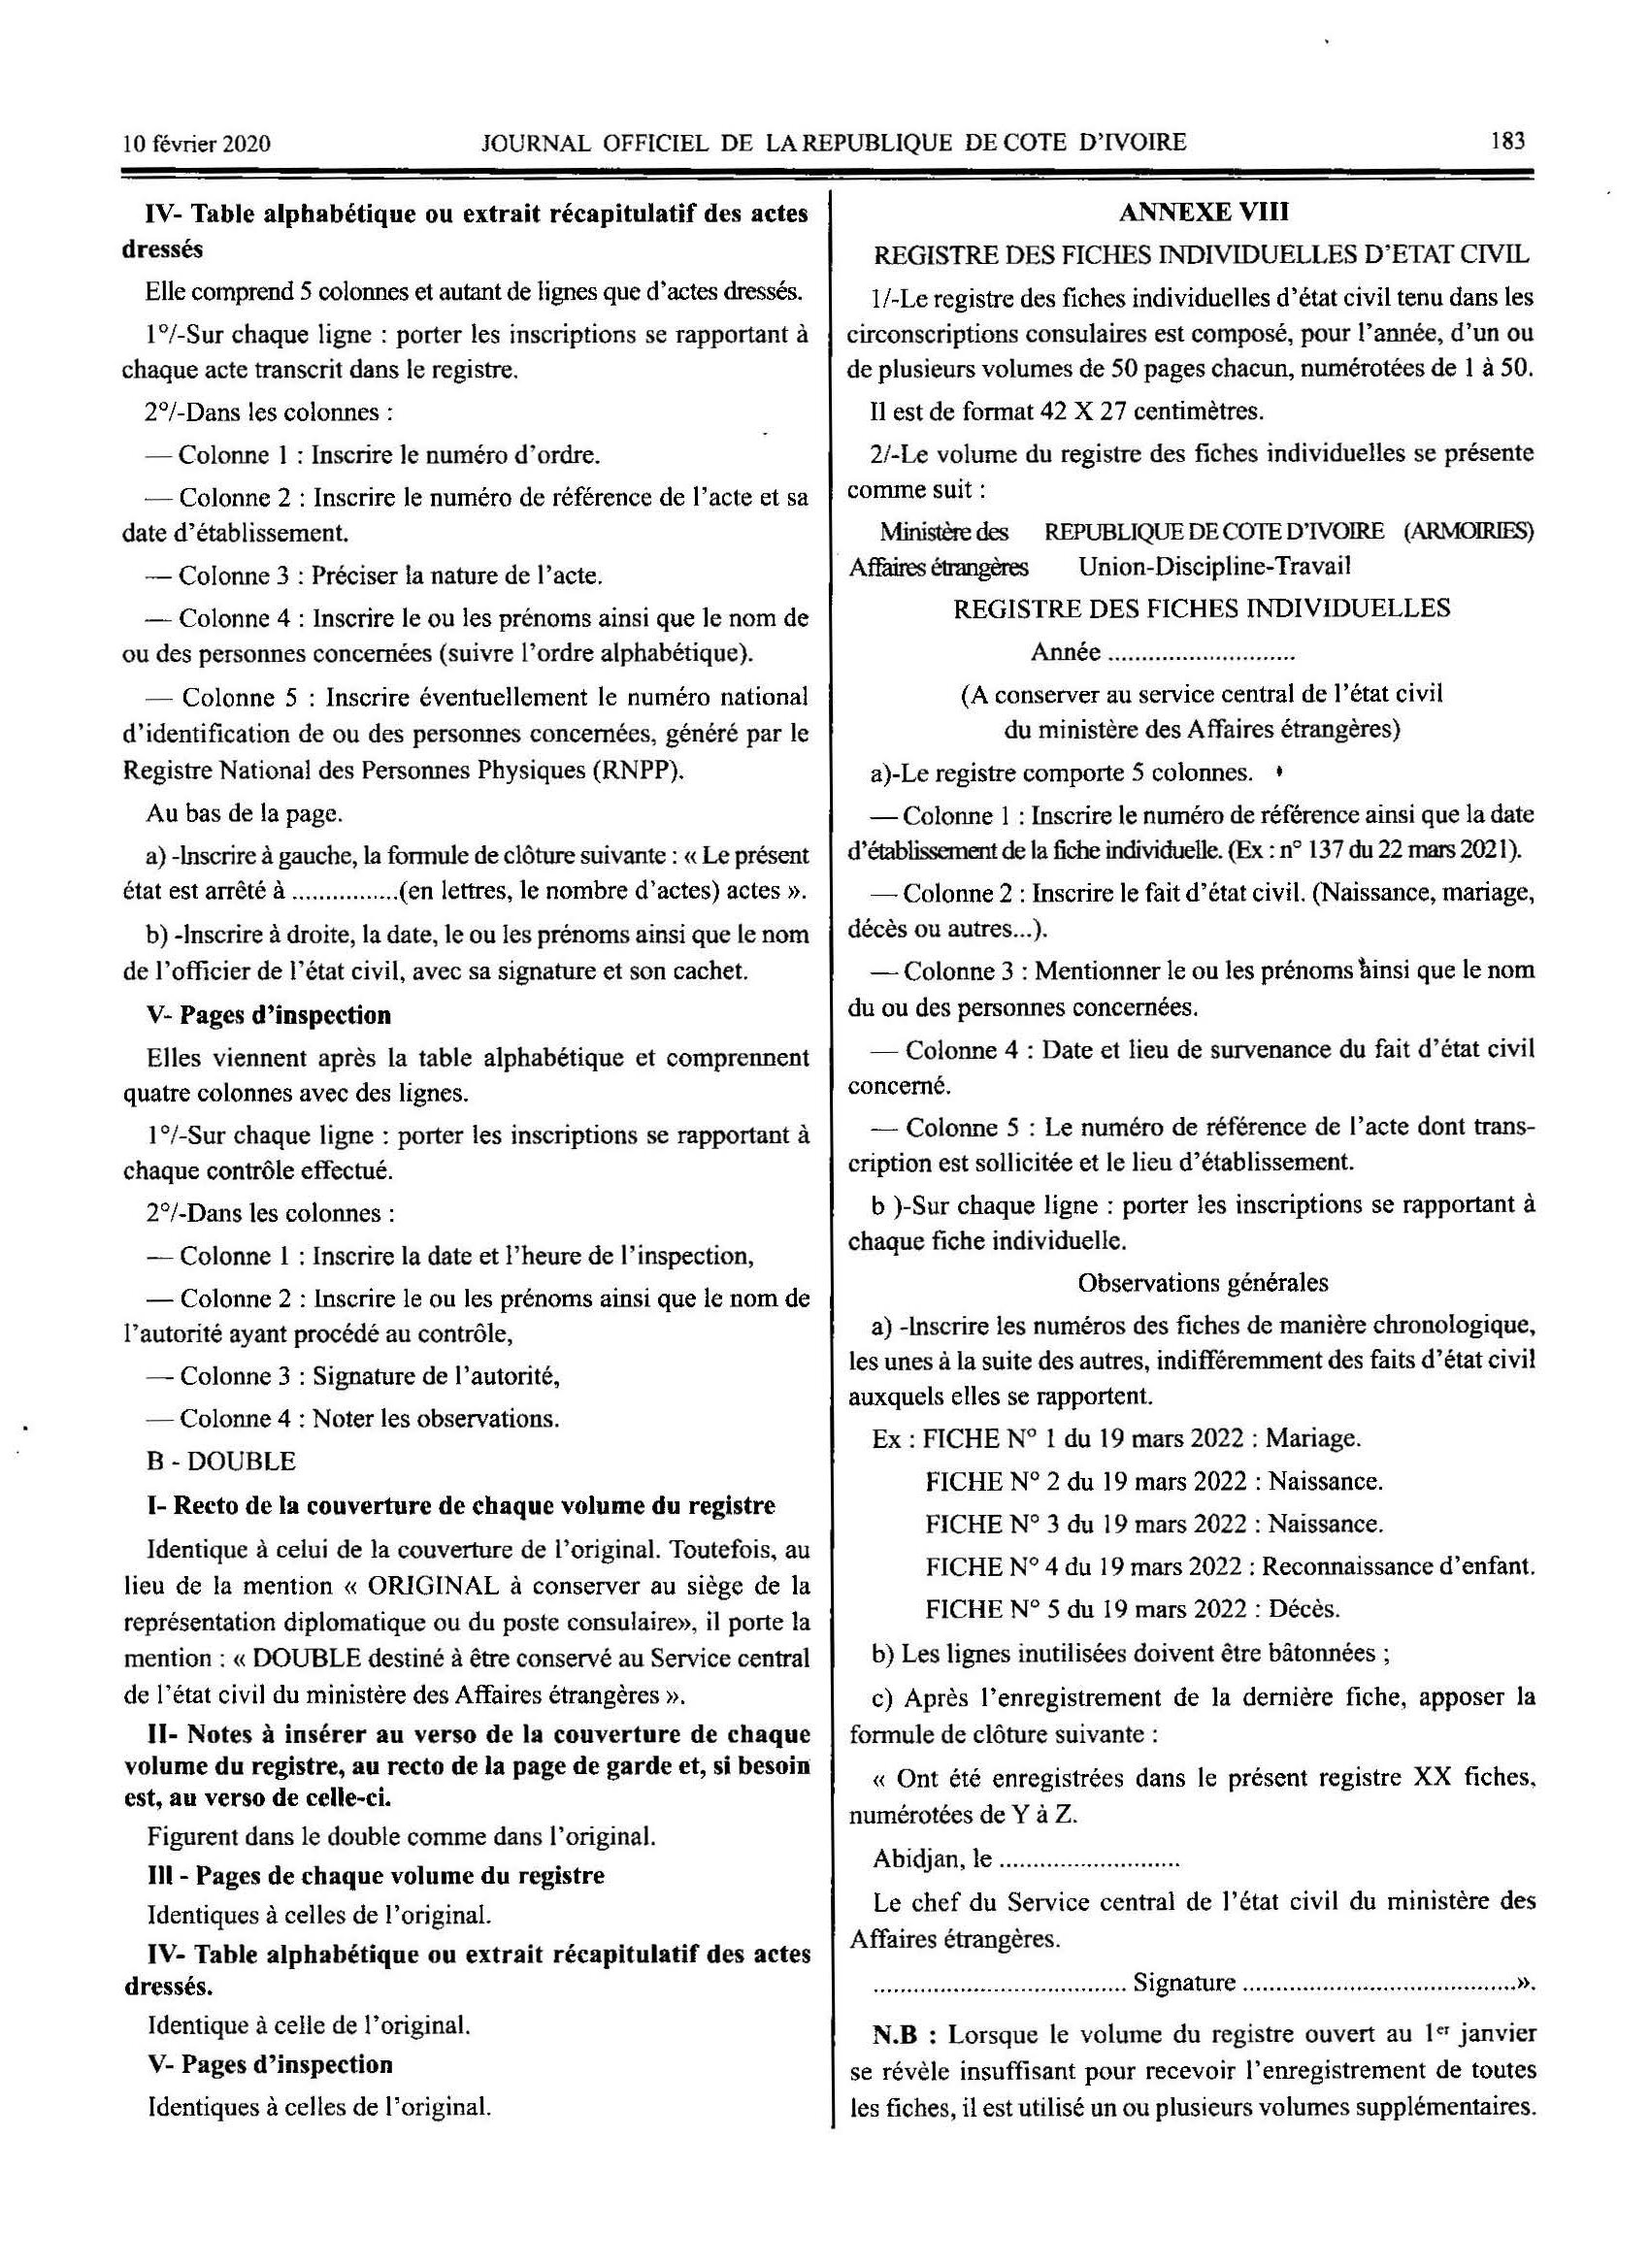 10 février 2020
JOURNAL OFFICIEL DE LA REPUBLIQUE DE COTE D'IVOIRE
183
IV- Table alphabétique ou extrait récapitulatif des actes
dressés
Elle comprend 5 colonnes et autant de lignes que d'actes dressés.
1°/-Sur chaque ligne : porter les inscriptions se rapportant à
chaque acte transcrit dans le registre.
2°/-Dans les colonnes :
— Colonne 1 : Inscrire le numéro d'ordre.
— Colonne 2 : Inscrire le numéro de référence de l'acte et sa
date d'établissement.
— Colonne 3 : Préciser la nature de l'acte.
— Colonne 4 : Inscrire le ou les prénoms ainsi que le nom de
ou des personnes concernées (suivre l'ordre alphabétique).
— Colonne 5 : Inscrire éventuellement le numéro national
d'identification de ou des personnes concernées, généré par le
Registre National des Personnes Physiques (RNPP).
Au bas de la page.
a) -Inscrire à gauche, la formule de clôture suivante : « Le présent
état est arrêté à ................(en lettres, le nombre d'actes) actes ».
b) -Inscrire à droite, la date, le ou les prénoms ainsi que le nom
de l'officier de l'état civil, avec sa signature et son cachet.
V- Pages d'inspection
Elles viennent après la table alphabétique et comprennent
quatre colonnes avec des lignes.
1°/-Sur chaque ligne : porter les inscriptions se rapportant à
chaque contrôle effectué.
2°/-Dans les colonnes :
— Colonne 1 : Inscrire la date et l'heure de l'inspection,
— Colonne 2 : Inscrire le ou les prénoms ainsi que le nom de
l'autorité ayant procédé au contrôle,
— Colonne 3 : Signature de l'autorité,
— Colonne 4 : Noter les observations.
B - DOUBLE
I- Recto de la couverture de chaque volume du registre
Identique à celui de la couverture de l'original. Toutefois, au
lieu de la mention « ORIGINAL à conserver au siège de la
représentation diplomatique ou du poste consulaire», il porte la
mention : « DOUBLE destiné à être conservé au Service central
de l'état civil du ministère des Affaires étrangères ».
II- Notes à insérer au verso de la couverture de chaque
volume du registre, au recto de la page de garde et, si besoin
est, au verso de celle-ci.
Figurent dans le double comme dans l'original.
III - Pages de chaque volume du registre
Identiques à celles de l'original.
IV- Table alphabétique ou extrait récapitulatif des actes
dressés.
Identique à celle de l'original.
V- Pages d'inspection
Identiques à celles de l'original.
ANNEXE VIII
REGISTRE DES FICHES INDIVIDUELLES D'ETAT CIVIL
1/-Le registre des fiches individuelles d'état civil tenu dans les
circonscriptions consulaires est composé, pour l'année, d'un ou
de plusieurs volumes de 50 pages chacun, numérotées de 1 à 50.
Il est de format 42 X 27 centimètres.
2/-Le volume du registre des fiches individuelles se présente
comme suit :
Ministère des REPUBLIQUE DE COTE D'IVOIRE (ARMOIRIES)
Affaires étrangères Union-Discipline-Travail
REGISTRE DES FICHES INDIVIDUELLES
Année ............................
(A conserver au service central de l'état civil
du ministère des Affaires étrangères)
a)-Le registre comporte 5 colonnes.
— Colonne 1 : Inscrire le numéro de référence ainsi que la date
d'établissement de la fiche individuelle. (Ex : n° 137 du 22 mars 2021).
— Colonne 2 : Inscrire le fait d'état civil. (Naissance, mariage,
décès ou autres...).
— Colonne 3 : Mentionner le ou les prénoms ainsi que le nom
du ou des personnes concernées.
— Colonne 4 : Date et lieu de survenance du fait d'état civil
concerné.
— Colonne 5 : Le numéro de référence de l'acte dont trans-
cription est sollicitée et le lieu d'établissement.
b )-Sur chaque ligne : porter les inscriptions se rapportant à
chaque fiche individuelle.
Observations générales
a) -Inscrire les numéros des fiches de manière chronologique,
les unes à la suite des autres, indifféremment des faits d'état civil
auxquels elles se rapportent.
Ex : FICHE N° 1 du 19 mars 2022 : Mariage.
FICHE N° 2 du 19 mars 2022 : Naissance.
FICHE N° 3 du 19 mars 2022 : Naissance.
FICHE N° 4 du 19 mars 2022 : Reconnaissance d'enfant.
FICHE N° 5 du 19 mars 2022 : Décès.
b) Les lignes inutilisées doivent être bâtonnées ;
c) Après l'enregistrement de la dernière fiche, apposer la
formule de clôture suivante :
« Ont été enregistrées dans le présent registre XX fiches,
numérotées de Y à Z.
Abidjan, le ...........................
Le chef du Service central de l'état civil du ministère des
Affaires étrangères.
...................................... Signature .........................................».
N.B : Lorsque le volume du registre ouvert au 1er janvier
se révèle insuffisant pour recevoir l'enregistrement de toutes
les fiches, il est utilisé un ou plusieurs volumes supplémentaires.